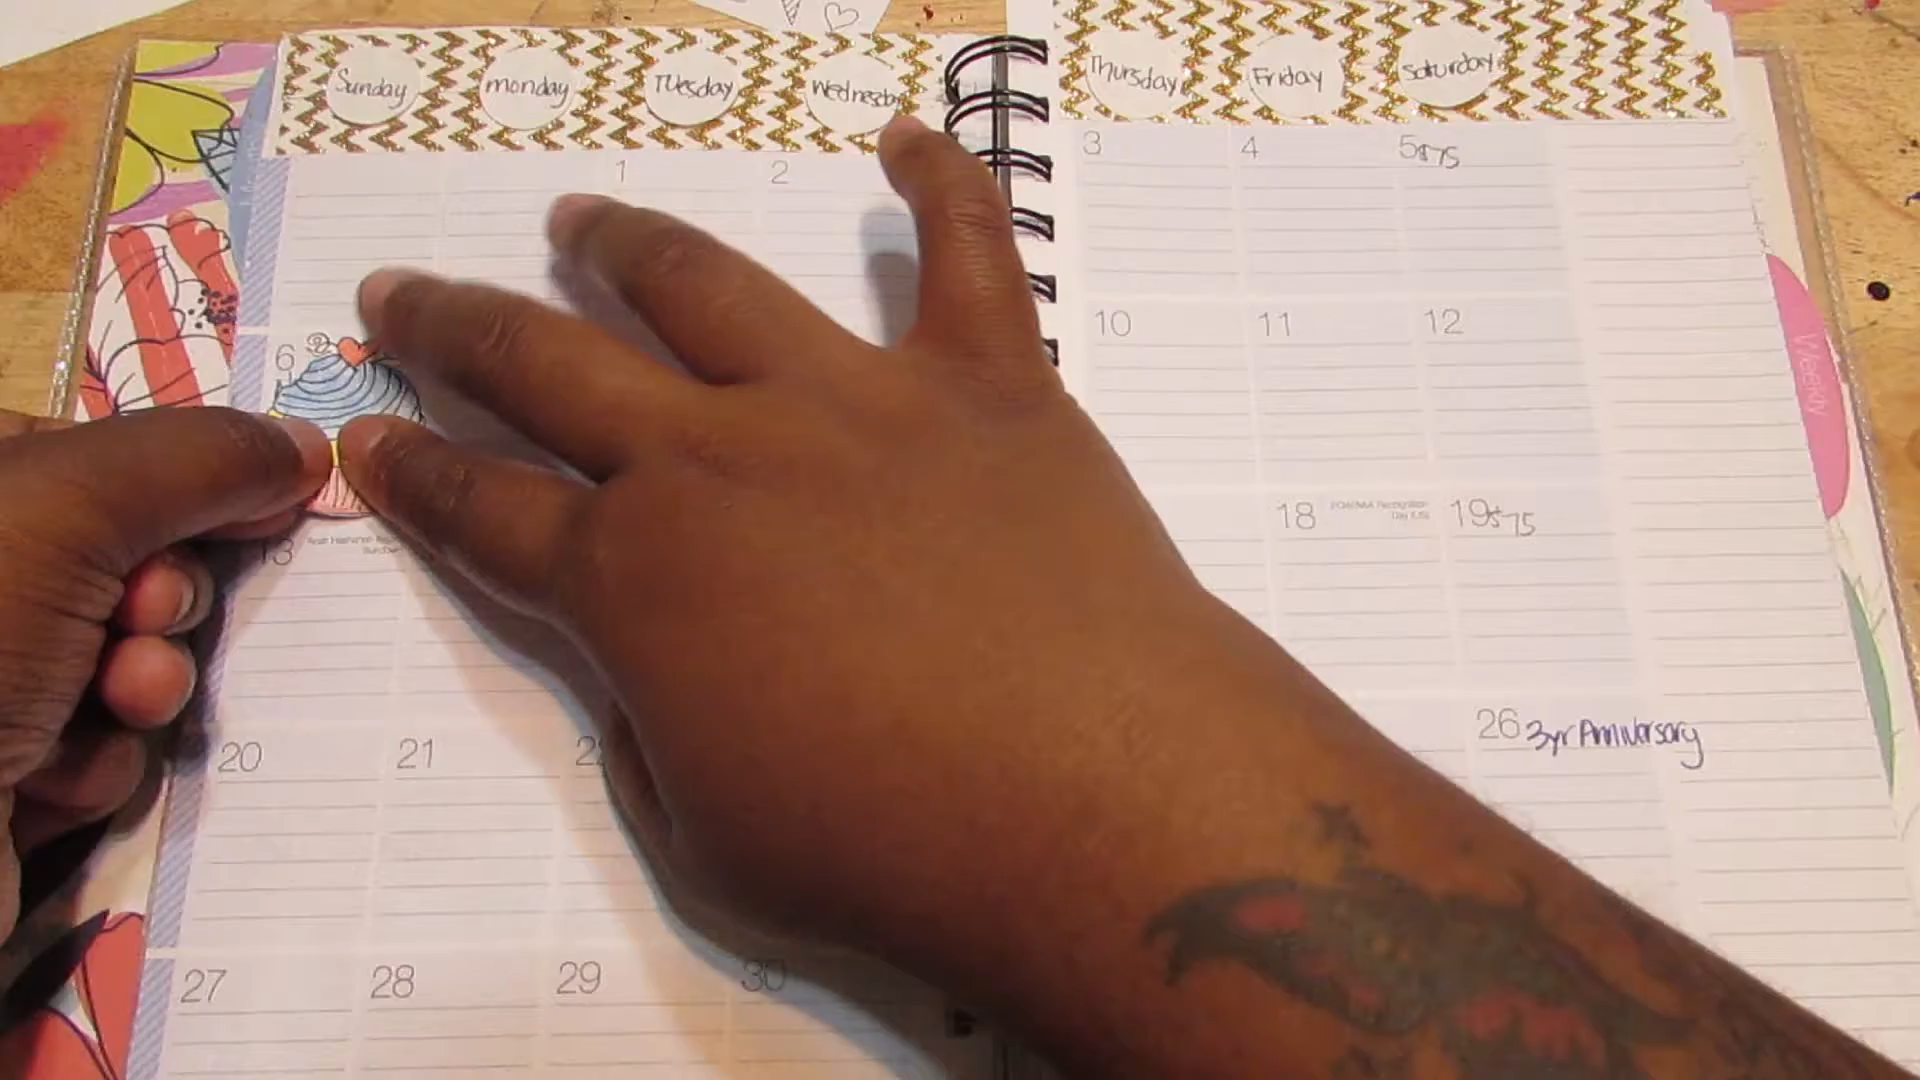 Sunday monday Tuesday Wednesday Thursday Friday Saturday
1 2 3 4 5 $75
6 10 11 12
13 18 19 $75
20 21 26 3yr Anniversary
27 28 29 30
Weekly